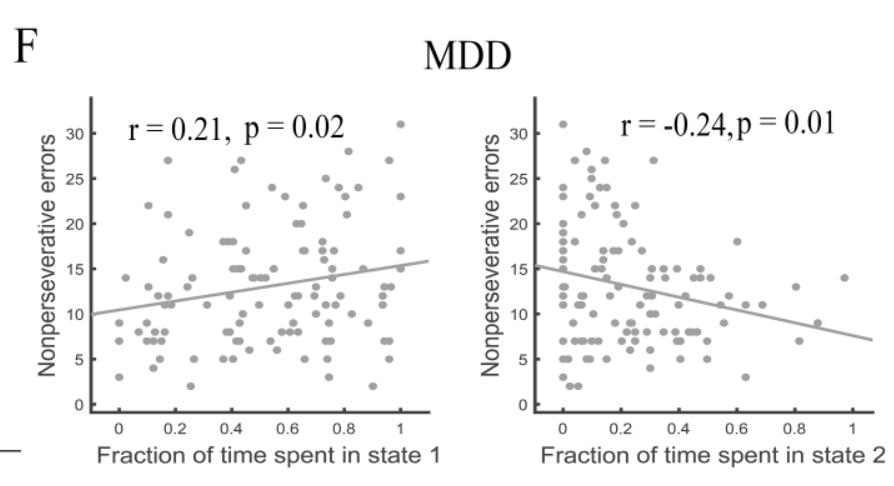 F
MDD
r = 0.21, p = 0.02
Nonperseverative errors
30
25
20
15
10
5
0
0 0.2 0.4 0.6 0.8 1
Fraction of time spent in state 1
r = -0.24,p = 0.01
Nonperseverative errors
30
25
20
15
10
5
0
0 0.2 0.4 0.6 0.8 1
Fraction of time spent in state 2